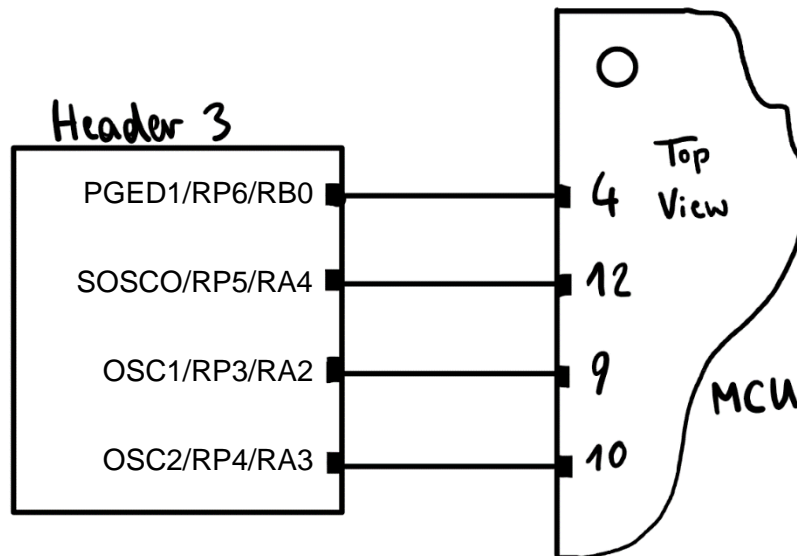 Header 3
PGED1/RP6/RB0
4
SOSCO/RP5/RA4
12
OSC1/RP3/RA2
9
OSC2/RP4/RA3
10
Top
View
MCU